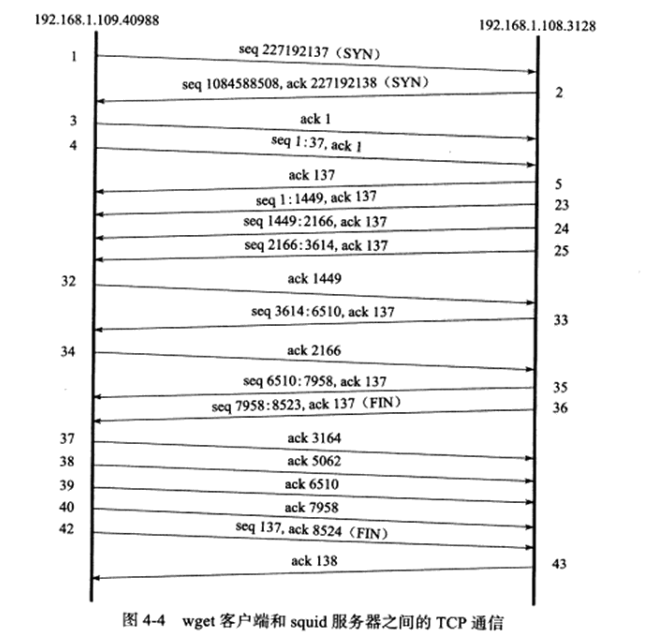 192.168.1.109.40988
192.168.1.108.3128
1
seq 227192137（SYN）
seq 1084588508, ack 227192138（SYN）
2
3
ack 1
4
seq 1:37, ack 1
ack 137
5
seq 1:1449, ack 137
23
seq 1449:2166, ack 137
24
seq 2166:3614, ack 137
25
32
ack 1449
seq 3614:6510, ack 137
33
34
ack 2166
seq 6510:7958, ack 137
35
seq 7958:8523, ack 137（FIN）
36
37
ack 3164
38
ack 5062
39
ack 6510
40
ack 7958
42
seq 137, ack 8524（FIN）
ack 138
43
图 4-4 wget 客户端和 squid 服务器之间的 TCP 通信